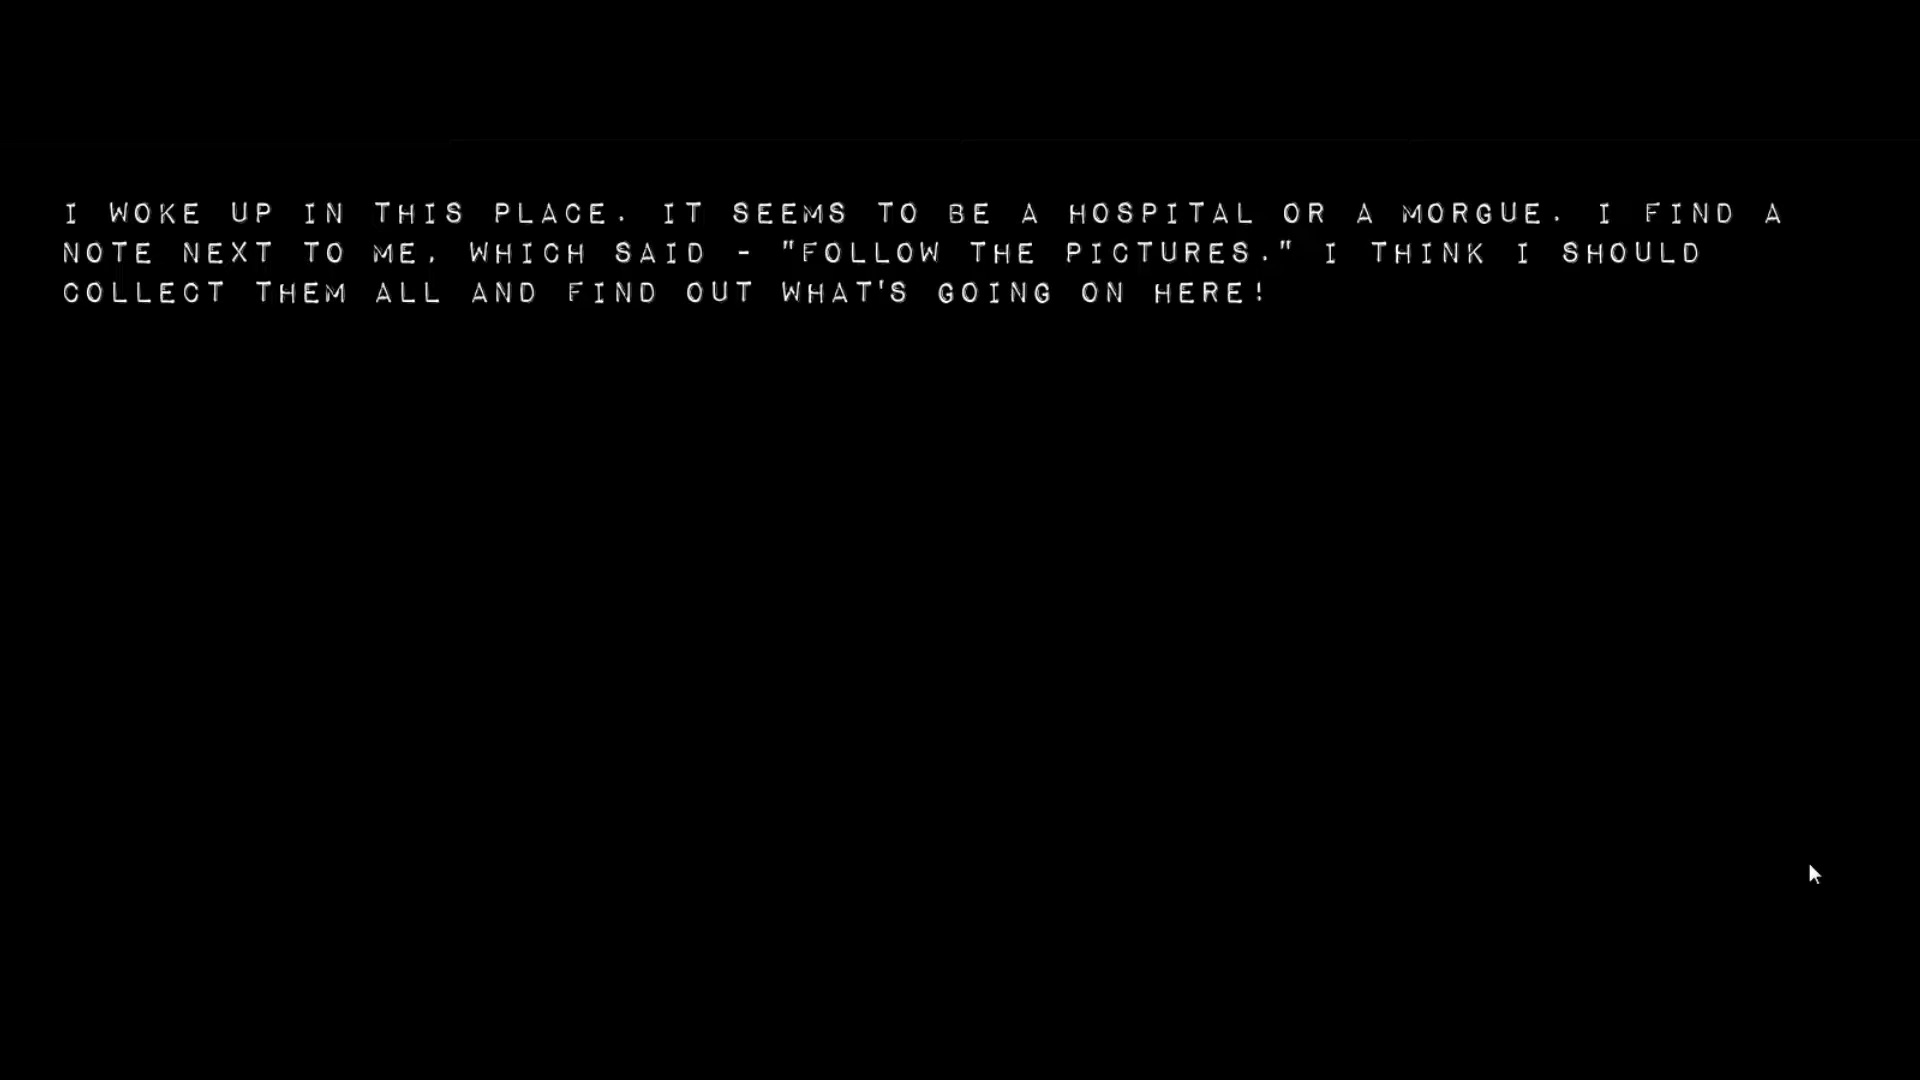 I WOKE UP IN THIS PLACE. IT SEEMS TO BE A HOSPITAL OR A MORGUE. I FIND A
NOTE NEXT TO ME, WHICH SAID - "FOLLOW THE PICTURES." I THINK I SHOULD
COLLECT THEM ALL AND FIND OUT WHAT'S GOING ON HERE!